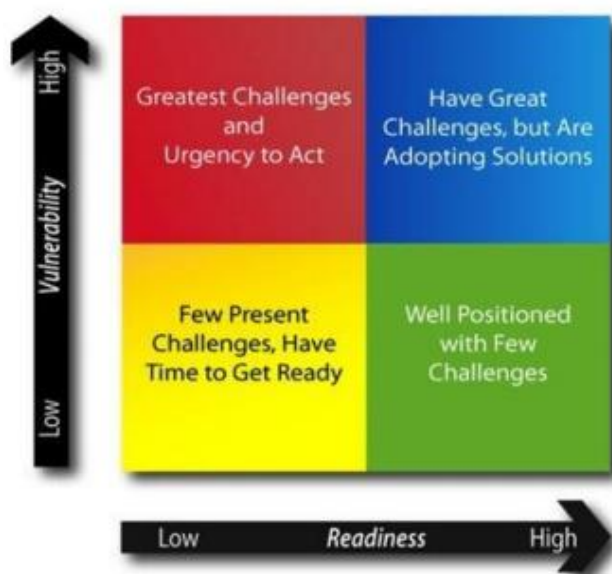 High
Vulnerability
Low
Greatest Challenges
and
Urgency to Act
Have Great
Challenges, but Are
Adopting Solutions
Few Present
Challenges, Have
Time to Get Ready
Well Positioned
with Few
Challenges
Low Readiness High